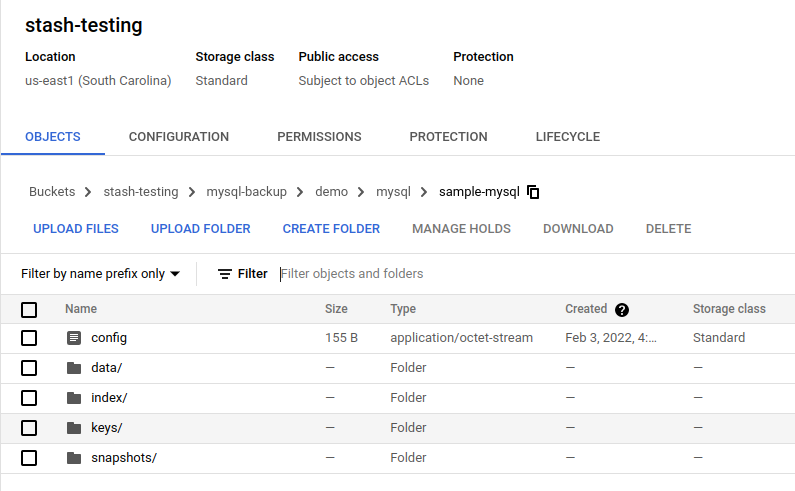 stash-testing
Location Storage class Public access Protection
us-east1 (South Carolina) Standard Subject to object ACLs None
OBJECTS CONFIGURATION PERMISSIONS PROTECTION LIFECYCLE
Buckets > stash-testing > mysql-backup > demo > mysql > sample-mysql
UPLOAD FILES UPLOAD FOLDER CREATE FOLDER MANAGE HOLDS DOWNLOAD DELETE
Filter by name prefix only Filter Filter objects and folders
Name Size Type Created ? Storage class
config 155 B application/octet-stream Feb 3, 2022, 4:... Standard
data/ — Folder — —
index/ — Folder — —
keys/ — Folder — —
snapshots/ — Folder — —